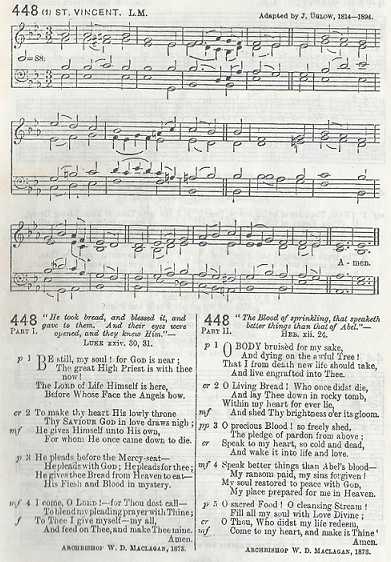 448 (1) ST. VINCENT. L.M.
Adapted by J. UGLOW, 1814—1894.
= 88:
A - men.
448
PART I.
"He took bread, and blessed it, and
gave to them. And their eyes were
opened, and they knew Him."—
LUKE xxiv. 30, 31.
p 1 BE still, my soul! for God is near;
The great High Priest is with thee
now!
The LORD of Life Himself is here,
Before Whose Face the Angels bow.
cr 2 To make thy heart His lowly throne
Thy SAVIOUR GOD in love draws nigh;
mf He gives Himself unto His own,
For whom He once came down to die.
p 3 He pleads before the Mercy-seat—
He pleads with God; He pleads for thee;
He gives thee Bread from Heaven to eat—
His Flesh and Blood in mystery.
mf 4 I come, O LORD!—for Thou dost call—
To blend my pleading prayer with Thine;
f To Thee I give myself—my all,
And feed on Thee, and make Thee mine.
Amen.
ARCHBISHOP W. D. MACLAGAN, 1873.
448
PART II.
"The Blood of sprinkling, that speaketh
better things than that of Abel."—
HEB. xii. 24.
p 1 O BODY bruised for my sake,
And dying on the awful Tree!
That I from death new life should take,
And live engrafted into Thee.
cr 2 O Living Bread! Who once didst die,
And lay Thee down in rocky tomb,
Within my heart for ever lie,
mf And shed Thy brightness o'er its gloom.
pp 3 O precious Blood! so freely shed,
The pledge of pardon from above;
cr Speak to my heart, so cold and dead,
And wake it into life and love.
mf 4 Speak better things than Abel's blood—
My ransom paid, my sins forgiven!
My soul restored to peace with God,
My place prepared for me in Heaven.
p 5 O sacred Food! O cleansing Stream!
Fill all my soul with Love Divine;
cr O Thou, Who didst my life redeem,
mf Come to my heart, and make it Thine!
Amen.
ARCHBISHOP W. D. MACLAGAN, 1873.